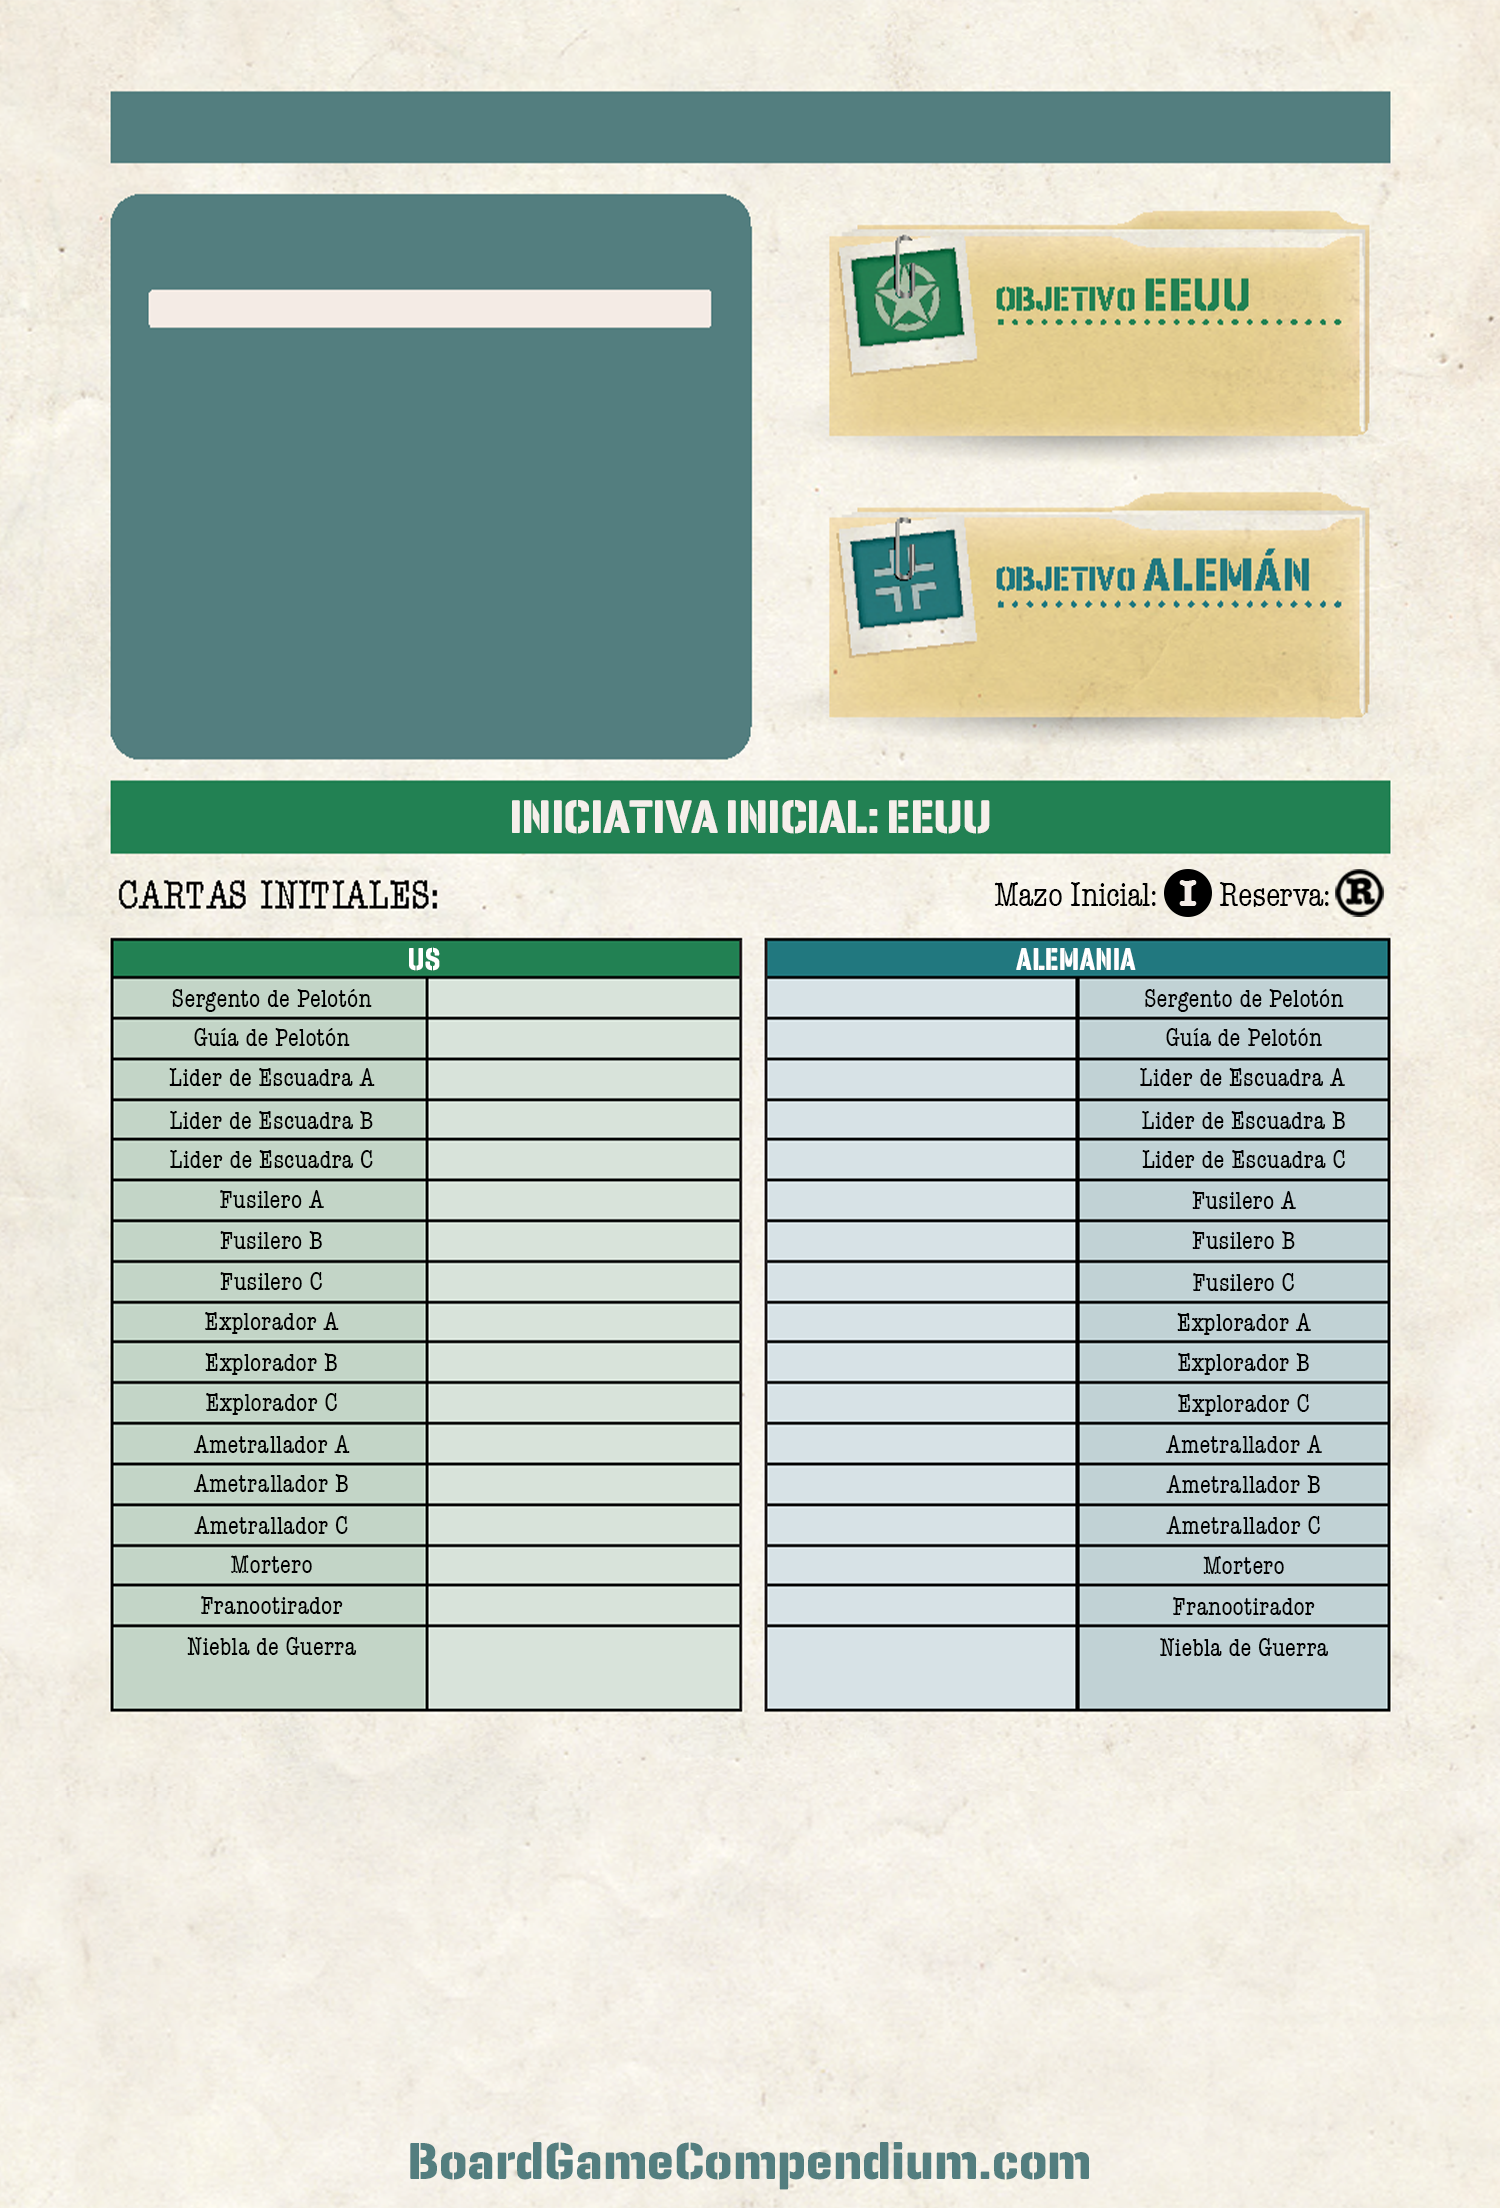 OBJETIVO EEUU
OBJETIVO ALEMÁN
INICIATIVA INICIAL: EEUU
CARTAS INITIALES:
Mazo Inicial: I Reserva: R
US
Sergento de Pelotón
Guía de Pelotón
Lider de Escuadra A
Lider de Escuadra B
Lider de Escuadra C
Fusilero A
Fusilero B
Fusilero C
Explorador A
Explorador B
Explorador C
Ametrallador A
Ametrallador B
Ametrallador C
Mortero
Franootirador
Niebla de Guerra
ALEMANIA
Sergento de Pelotón
Guía de Pelotón
Lider de Escuadra A
Lider de Escuadra B
Lider de Escuadra C
Fusilero A
Fusilero B
Fusilero C
Explorador A
Explorador B
Explorador C
Ametrallador A
Ametrallador B
Ametrallador C
Mortero
Franootirador
Niebla de Guerra
BoardGameCompendium.com